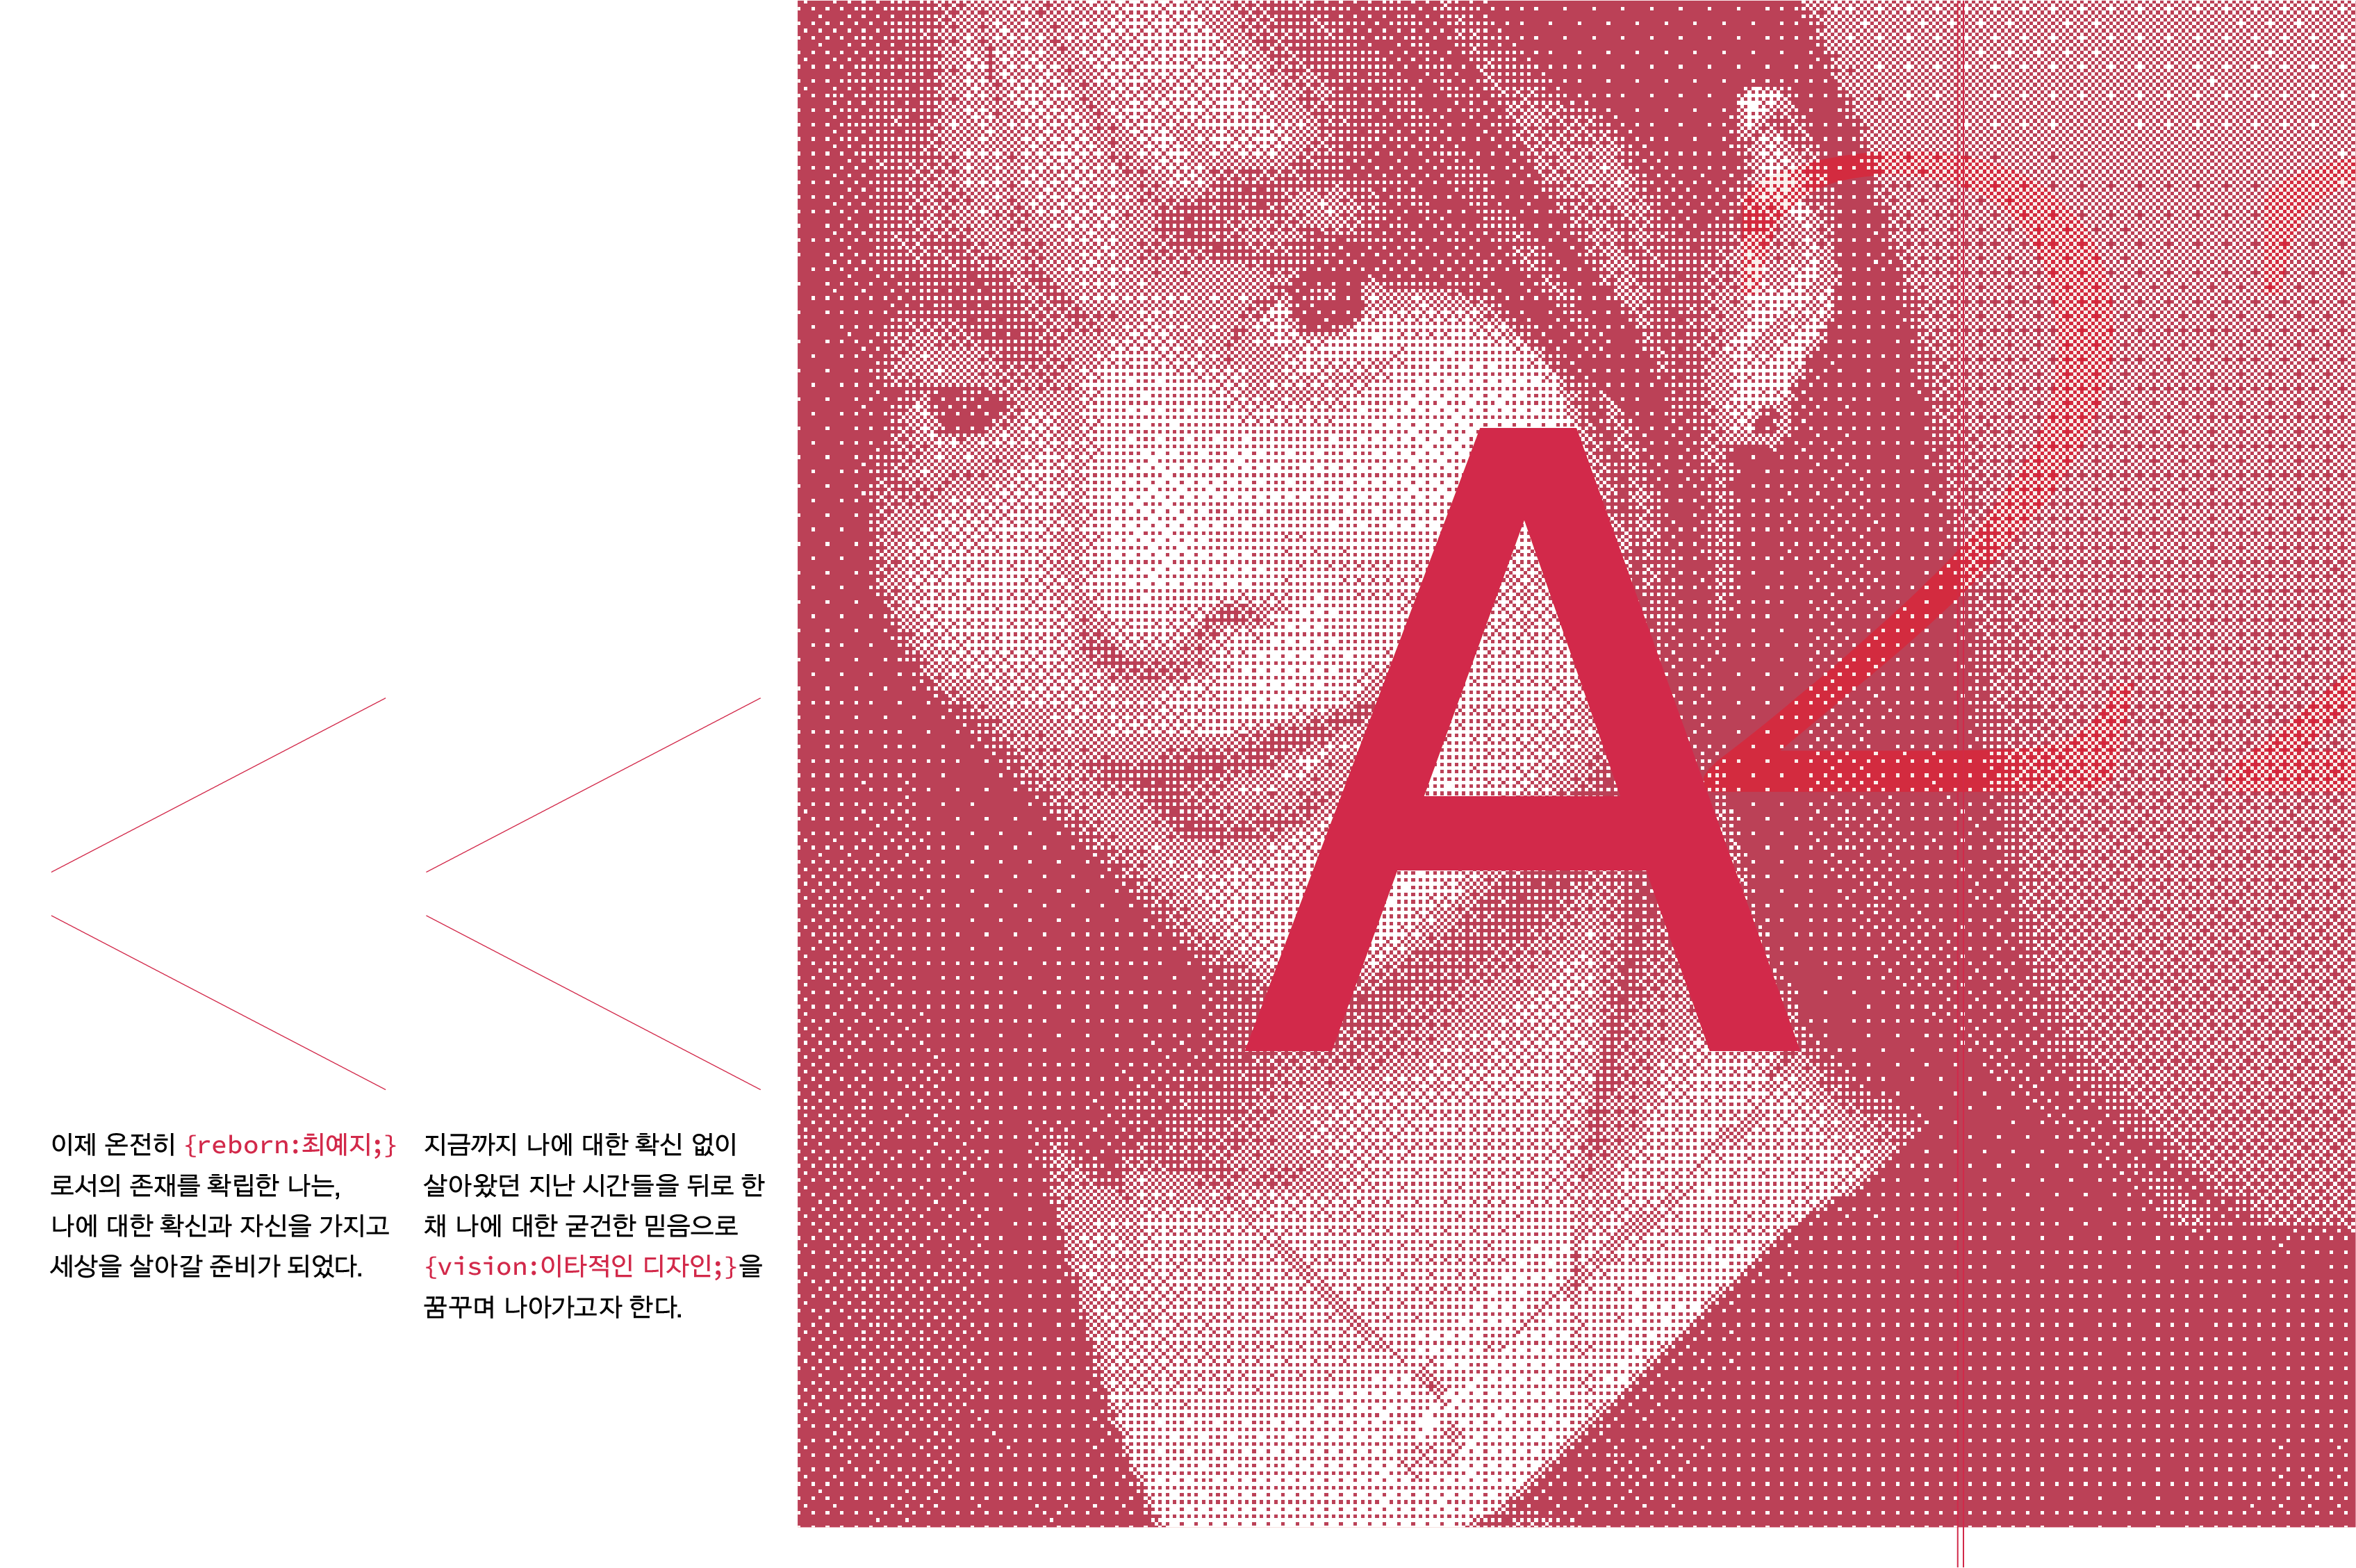 A
2
이제 온전히 {reborn:최예지;}
로서의 존재를 확립한 나는,
나에 대한 확신과 자신을 가지고
세상을 살아갈 준비가 되었다.
지금까지 나에 대한 확신 없이
살아왔던 지난 시간들을 뒤로 한
채 나에 대한 굳건한 믿음으로
{vision:이타적인 디자인;}을
꿈꾸며 나아가고자 한다.